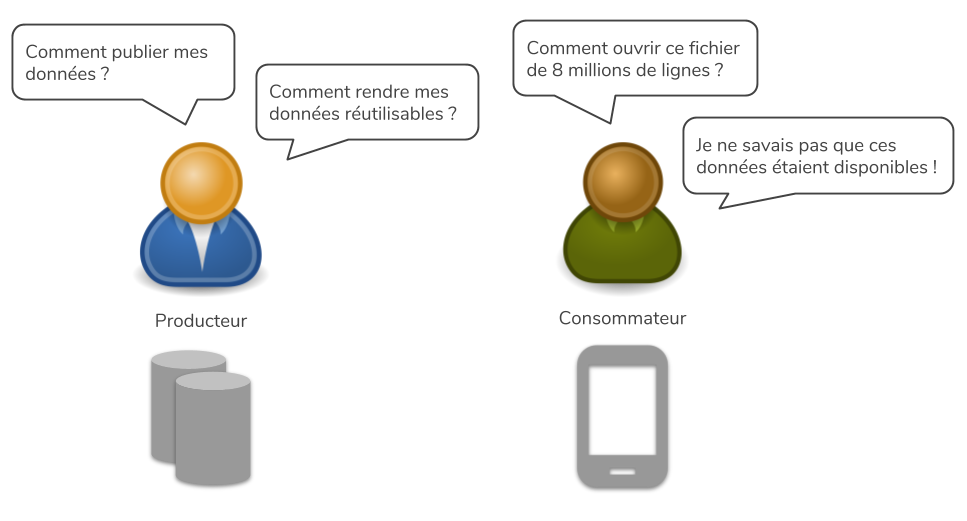 Comment publier mes
données ?
Comment rendre mes
données réutilisables ?
Comment ouvrir ce fichier
de 8 millions de lignes ?
Je ne savais pas que ces
données étaient disponibles !
Producteur
Consommateur